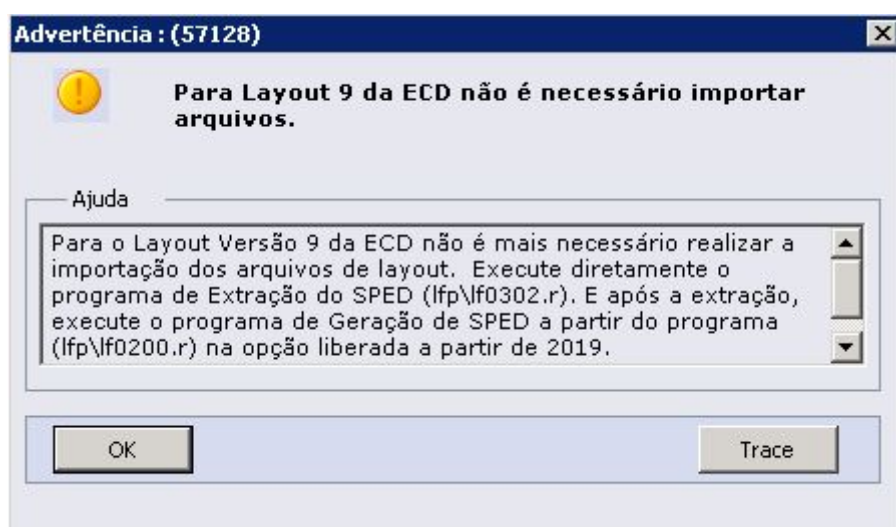 Advertência : (57128)
Para Layout 9 da ECD não é necessário importar
arquivos.
Ajuda
Para o Layout Versão 9 da ECD não é mais necessário realizar a
importação dos arquivos de layout.  Execute diretamente o
programa de Extração do SPED (lfp\lf0302.r). E após a extração,
execute o programa de Geração de SPED a partir do programa
(lfp\lf0200.r) na opção liberada a partir de 2019.
OK
Trace